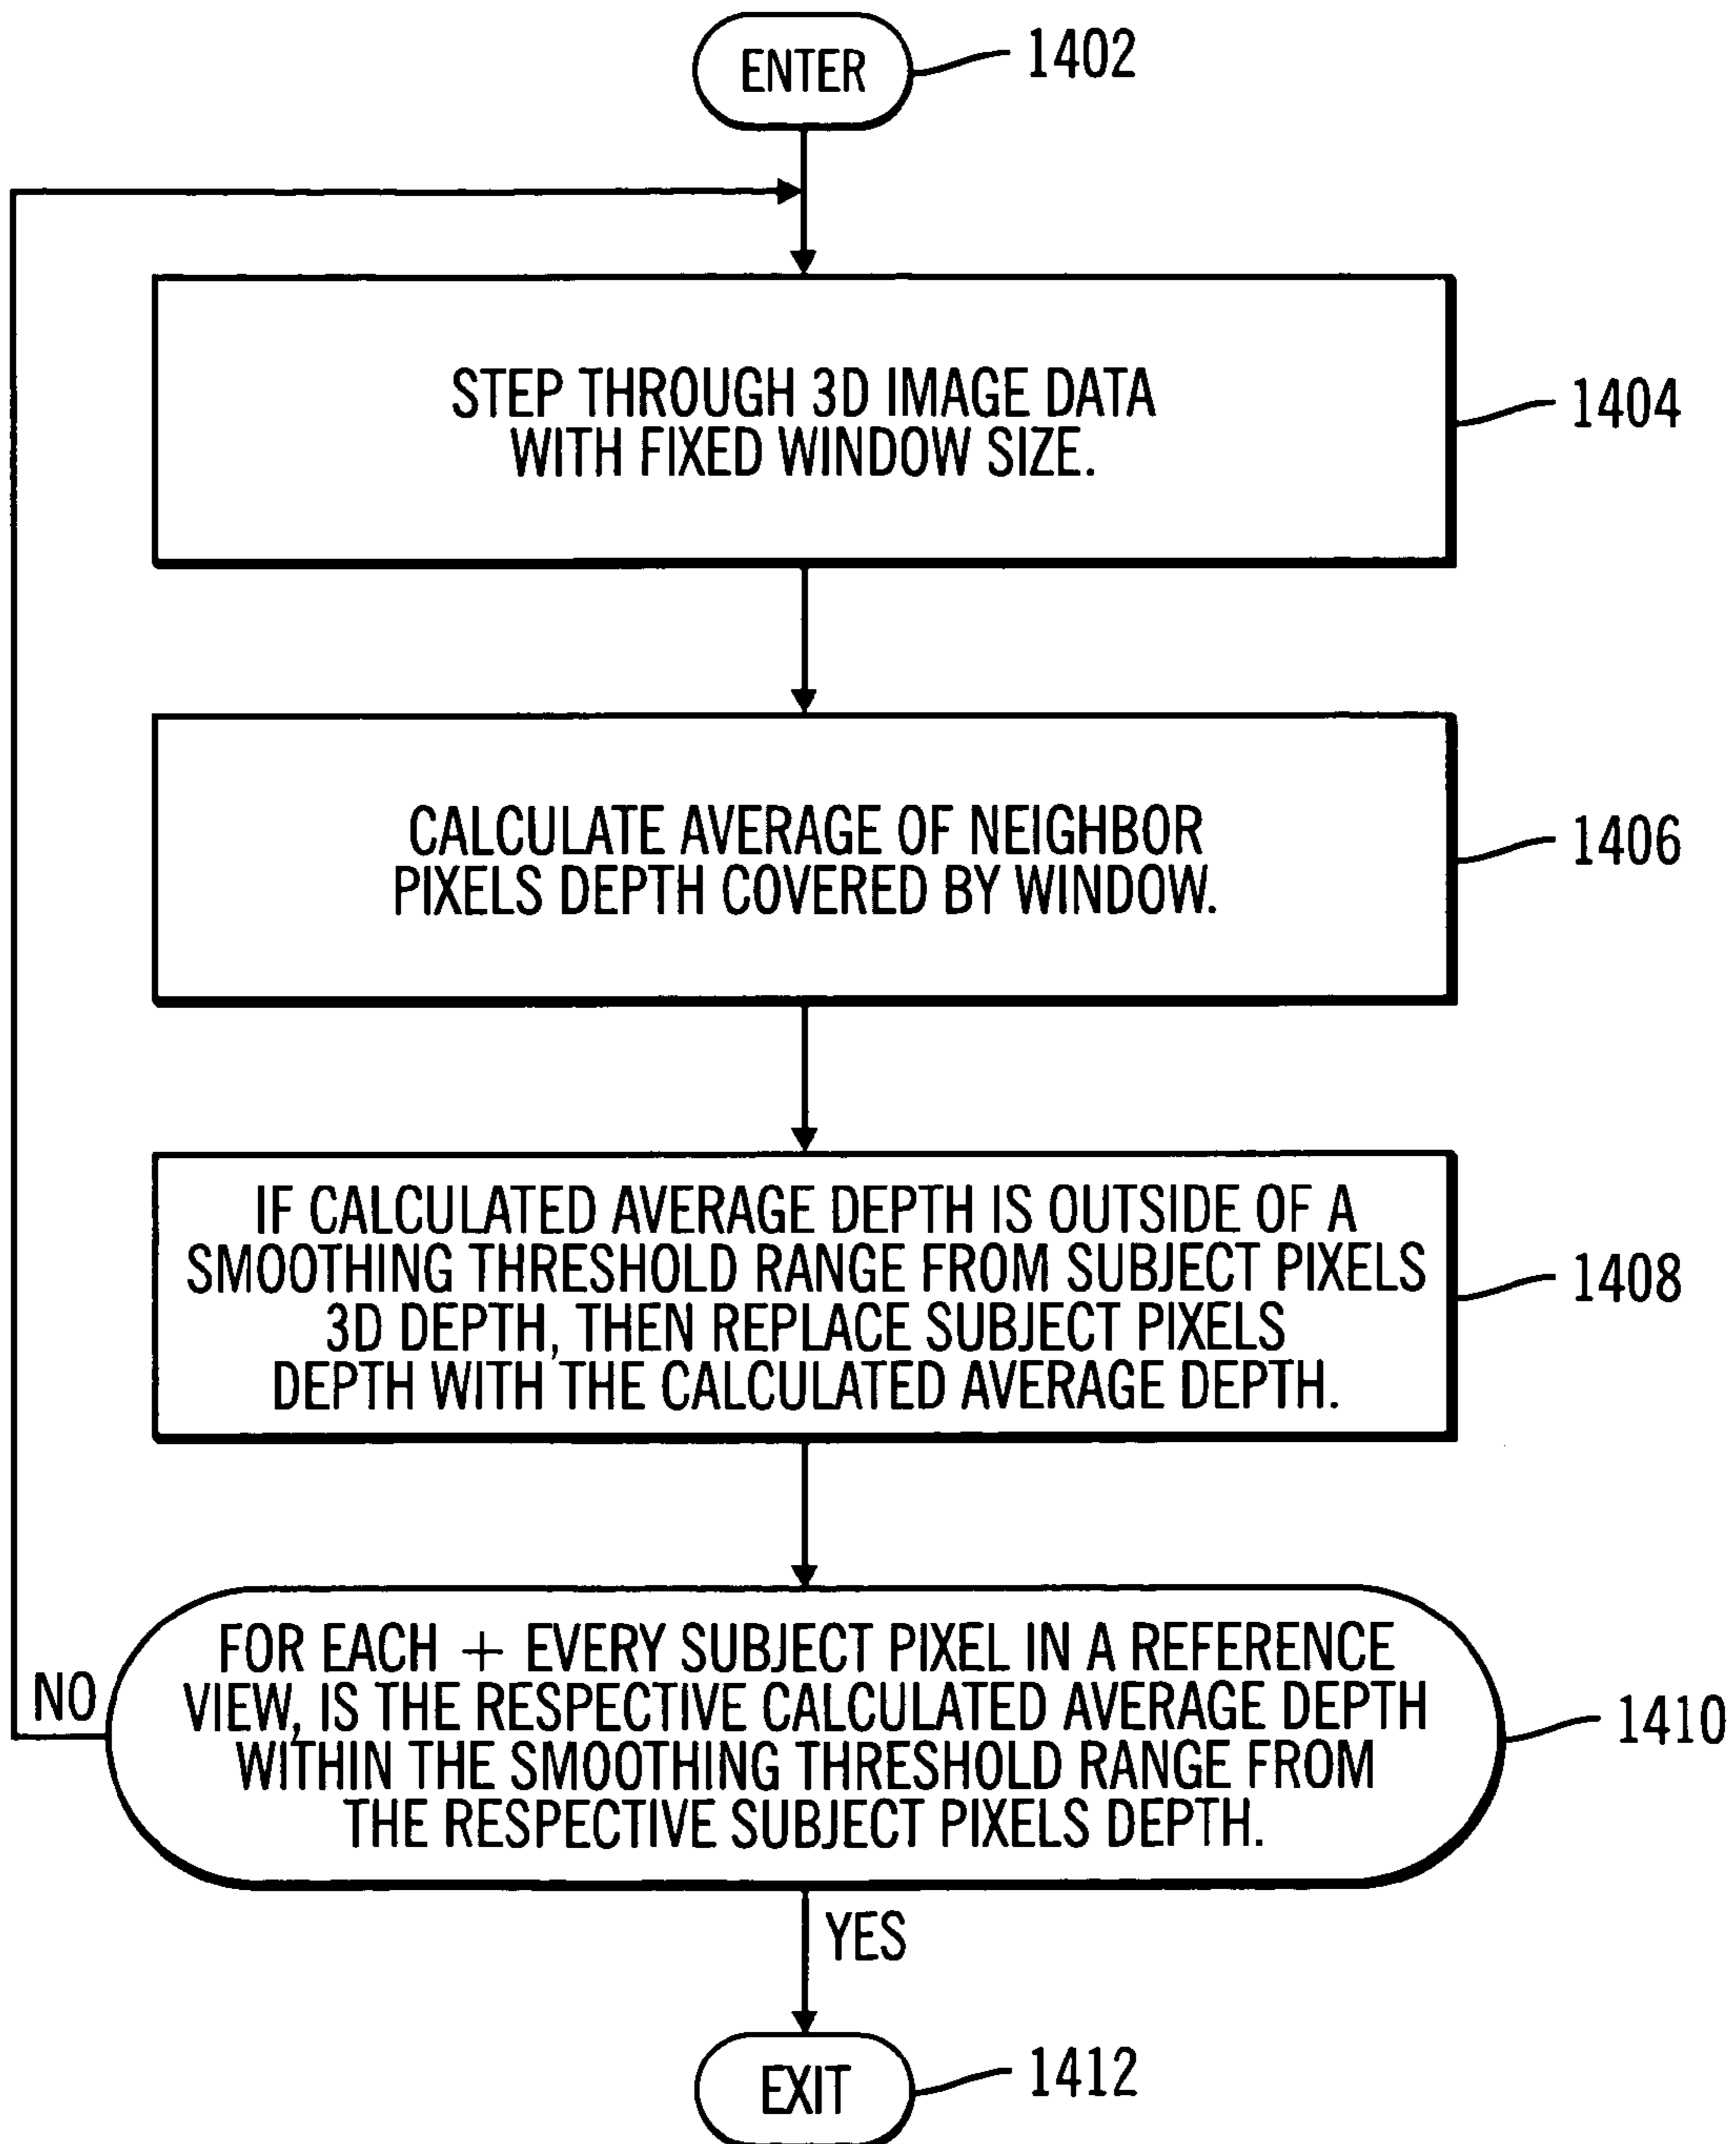 ENTER
1402
STEP THROUGH 3D IMAGE DATA
WITH FIXED WINDOW SIZE.
1404
CALCULATE AVERAGE OF NEIGHBOR
PIXELS DEPTH COVERED BY WINDOW.
1406
IF CALCULATED AVERAGE DEPTH IS OUTSIDE OF A
SMOOTHING THRESHOLD RANGE FROM SUBJECT PIXELS
3D DEPTH, THEN REPLACE SUBJECT PIXELS
DEPTH WITH THE CALCULATED AVERAGE DEPTH.
1408
FOR EACH + EVERY SUBJECT PIXEL IN A REFERENCE
VIEW, IS THE RESPECTIVE CALCULATED AVERAGE DEPTH
WITHIN THE SMOOTHING THRESHOLD RANGE FROM
THE RESPECTIVE SUBJECT PIXELS DEPTH.
1410
NO
YES
EXIT
1412